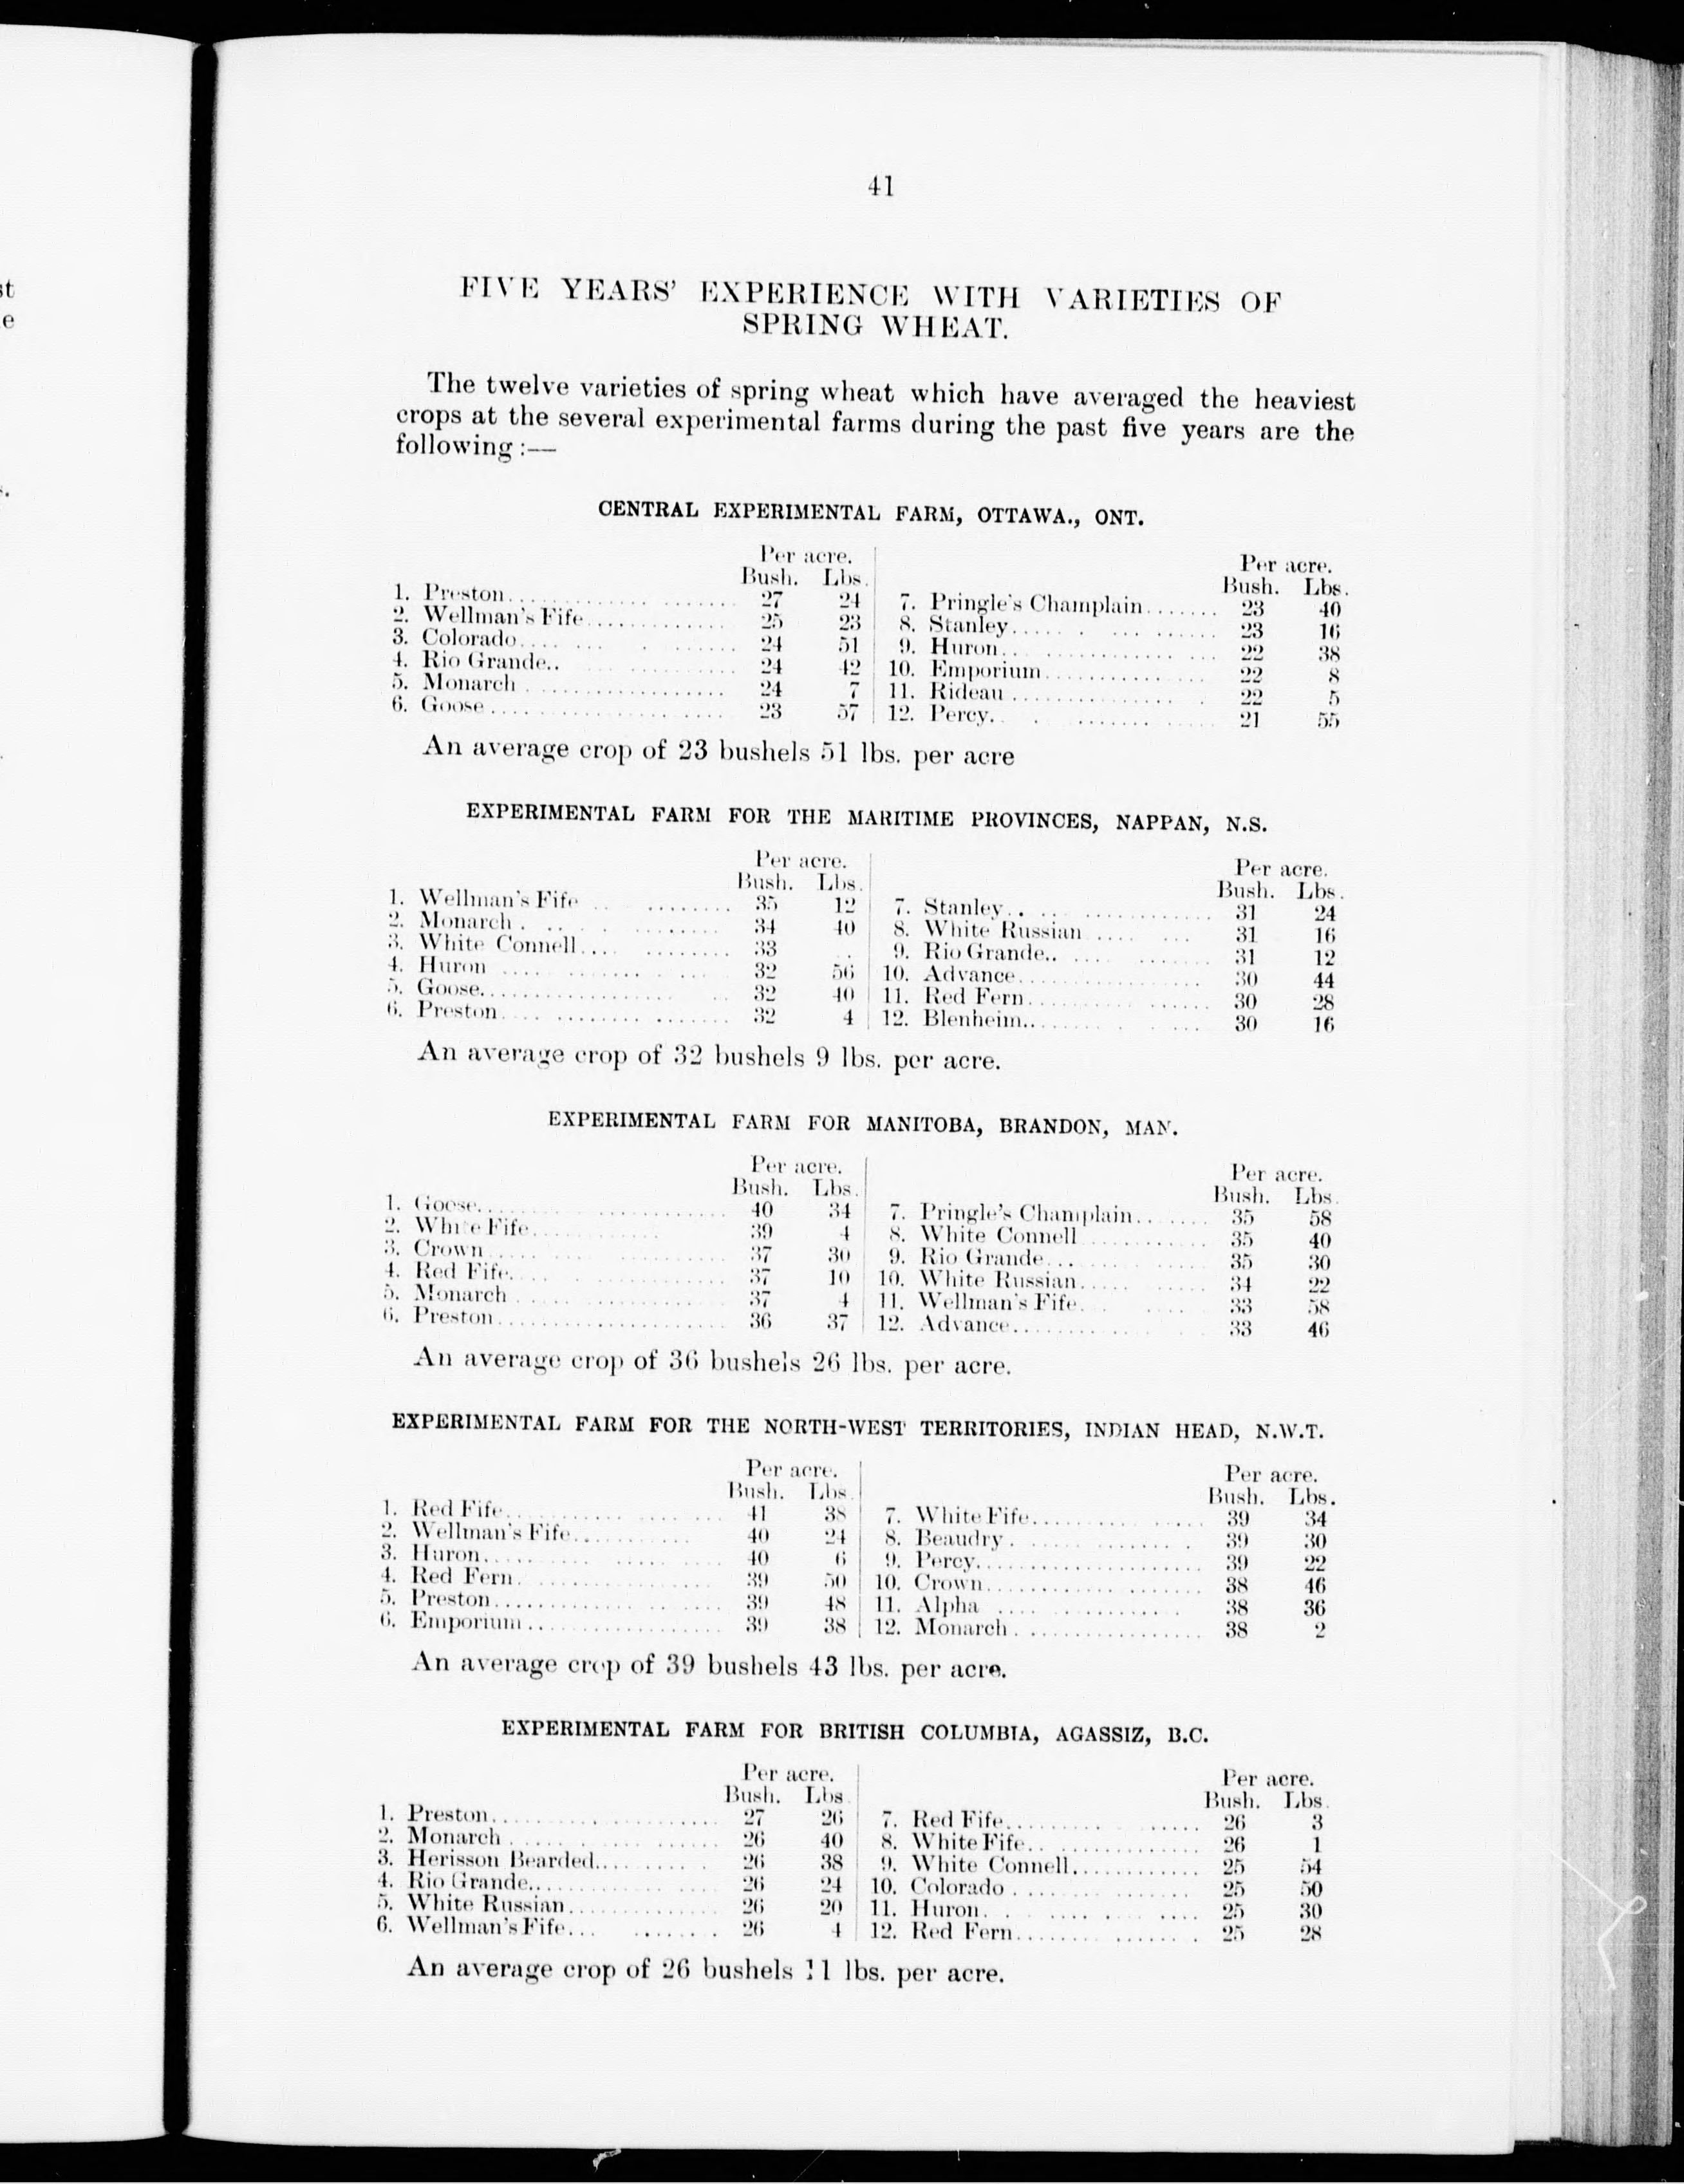 st
e
41
FIVE YEARS' EXPERIENCE WITH VARIETIES OF
SPRING WHEAT.
The twelve varieties of spring wheat which have averaged the heaviest
crops at the several experimental farms during the past five years are the
following :—
CENTRAL EXPERIMENTAL FARM, OTTAWA., ONT.
Per acre. Per acre.
Bush. Lbs. Bush. Lbs.
1. Preston 27 24 7. Pringle's Champlain 23 40
2. Wellman's Fife 25 23 8. Stanley 23 16
3. Colorado 24 51 9. Huron 22 38
4. Rio Grande 24 42 10. Emporium 22 8
5. Monarch 24 7 11. Rideau 22 5
6. Goose 23 57 12. Percy 21 55
An average crop of 23 bushels 51 lbs. per acre
EXPERIMENTAL FARM FOR THE MARITIME PROVINCES, NAPPAN, N.S.
Per acre. Per acre.
Bush. Lbs. Bush. Lbs.
1. Wellman's Fife 35 12 7. Stanley 31 24
2. Monarch 34 40 8. White Russian 31 16
3. White Connell 33 .. 9. Rio Grande 31 12
4. Huron 32 56 10. Advance 30 44
5. Goose 32 40 11. Red Fern 30 28
6. Preston 32 4 12. Blenheim 30 16
An average crop of 32 bushels 9 lbs. per acre.
EXPERIMENTAL FARM FOR MANITOBA, BRANDON, MAN.
Per acre. Per acre.
Bush. Lbs. Bush. Lbs.
1. Goose 40 34 7. Pringle's Champlain 35 58
2. White Fife 39 4 8. White Connell 35 40
3. Crown 37 30 9. Rio Grande 35 30
4. Red Fife 37 10 10. White Russian 34 22
5. Monarch 37 4 11. Wellman's Fife 33 58
6. Preston 36 37 12. Advance 33 46
An average crop of 36 bushels 26 lbs. per acre.
EXPERIMENTAL FARM FOR THE NORTH-WEST TERRITORIES, INDIAN HEAD, N.W.T.
Per acre. Per acre.
Bush. Lbs. Bush. Lbs.
1. Red Fife 41 38 7. White Fife 39 34
2. Wellman's Fife 40 24 8. Beaudry 39 30
3. Huron 40 6 9. Percy 39 22
4. Red Fern 39 50 10. Crown 38 46
5. Preston 39 48 11. Alpha 38 36
6. Emporium 39 38 12. Monarch 38 2
An average crop of 39 bushels 43 lbs. per acre.
EXPERIMENTAL FARM FOR BRITISH COLUMBIA, AGASSIZ, B.C.
Per acre. Per acre.
Bush. Lbs. Bush. Lbs.
1. Preston 27 26 7. Red Fife 26 3
2. Monarch 26 40 8. White Fife 26 1
3. Herisson Bearded 26 38 9. White Connell 25 54
4. Rio Grande 26 24 10. Colorado 25 50
5. White Russian 26 20 11. Huron 25 30
6. Wellman's Fife 26 4 12. Red Fern 25 28
An average crop of 26 bushels 11 lbs. per acre.